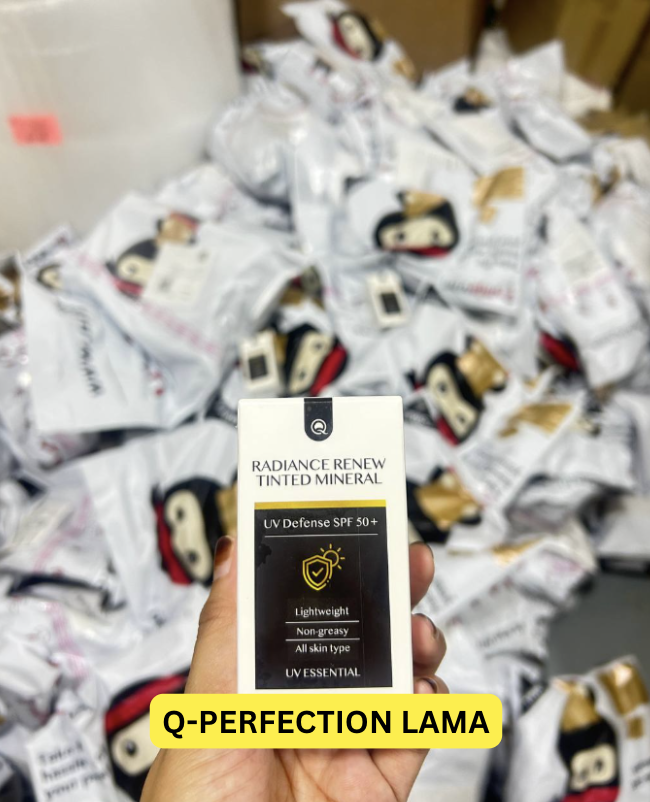 Q
RADIANCE RENEW
TINTED MINERAL
UV Defense SPF 50+
Lightweight
Non-greasy
All skin type
UV ESSENTIAL
Q-PERFECTION LAMA